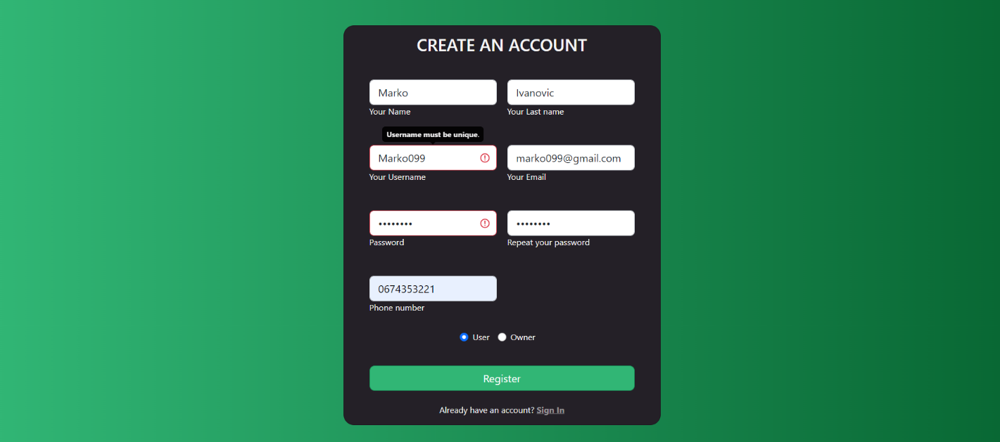 CREATE AN ACCOUNT
Marko Ivanovic
Your Name Your Last name
Username must be unique.
Marko099 marko099@gmail.com
Your Username Your Email
•••••••• ••••••••
Password Repeat your password
0674353221
Phone number
User Owner
Register
Already have an account? Sign In